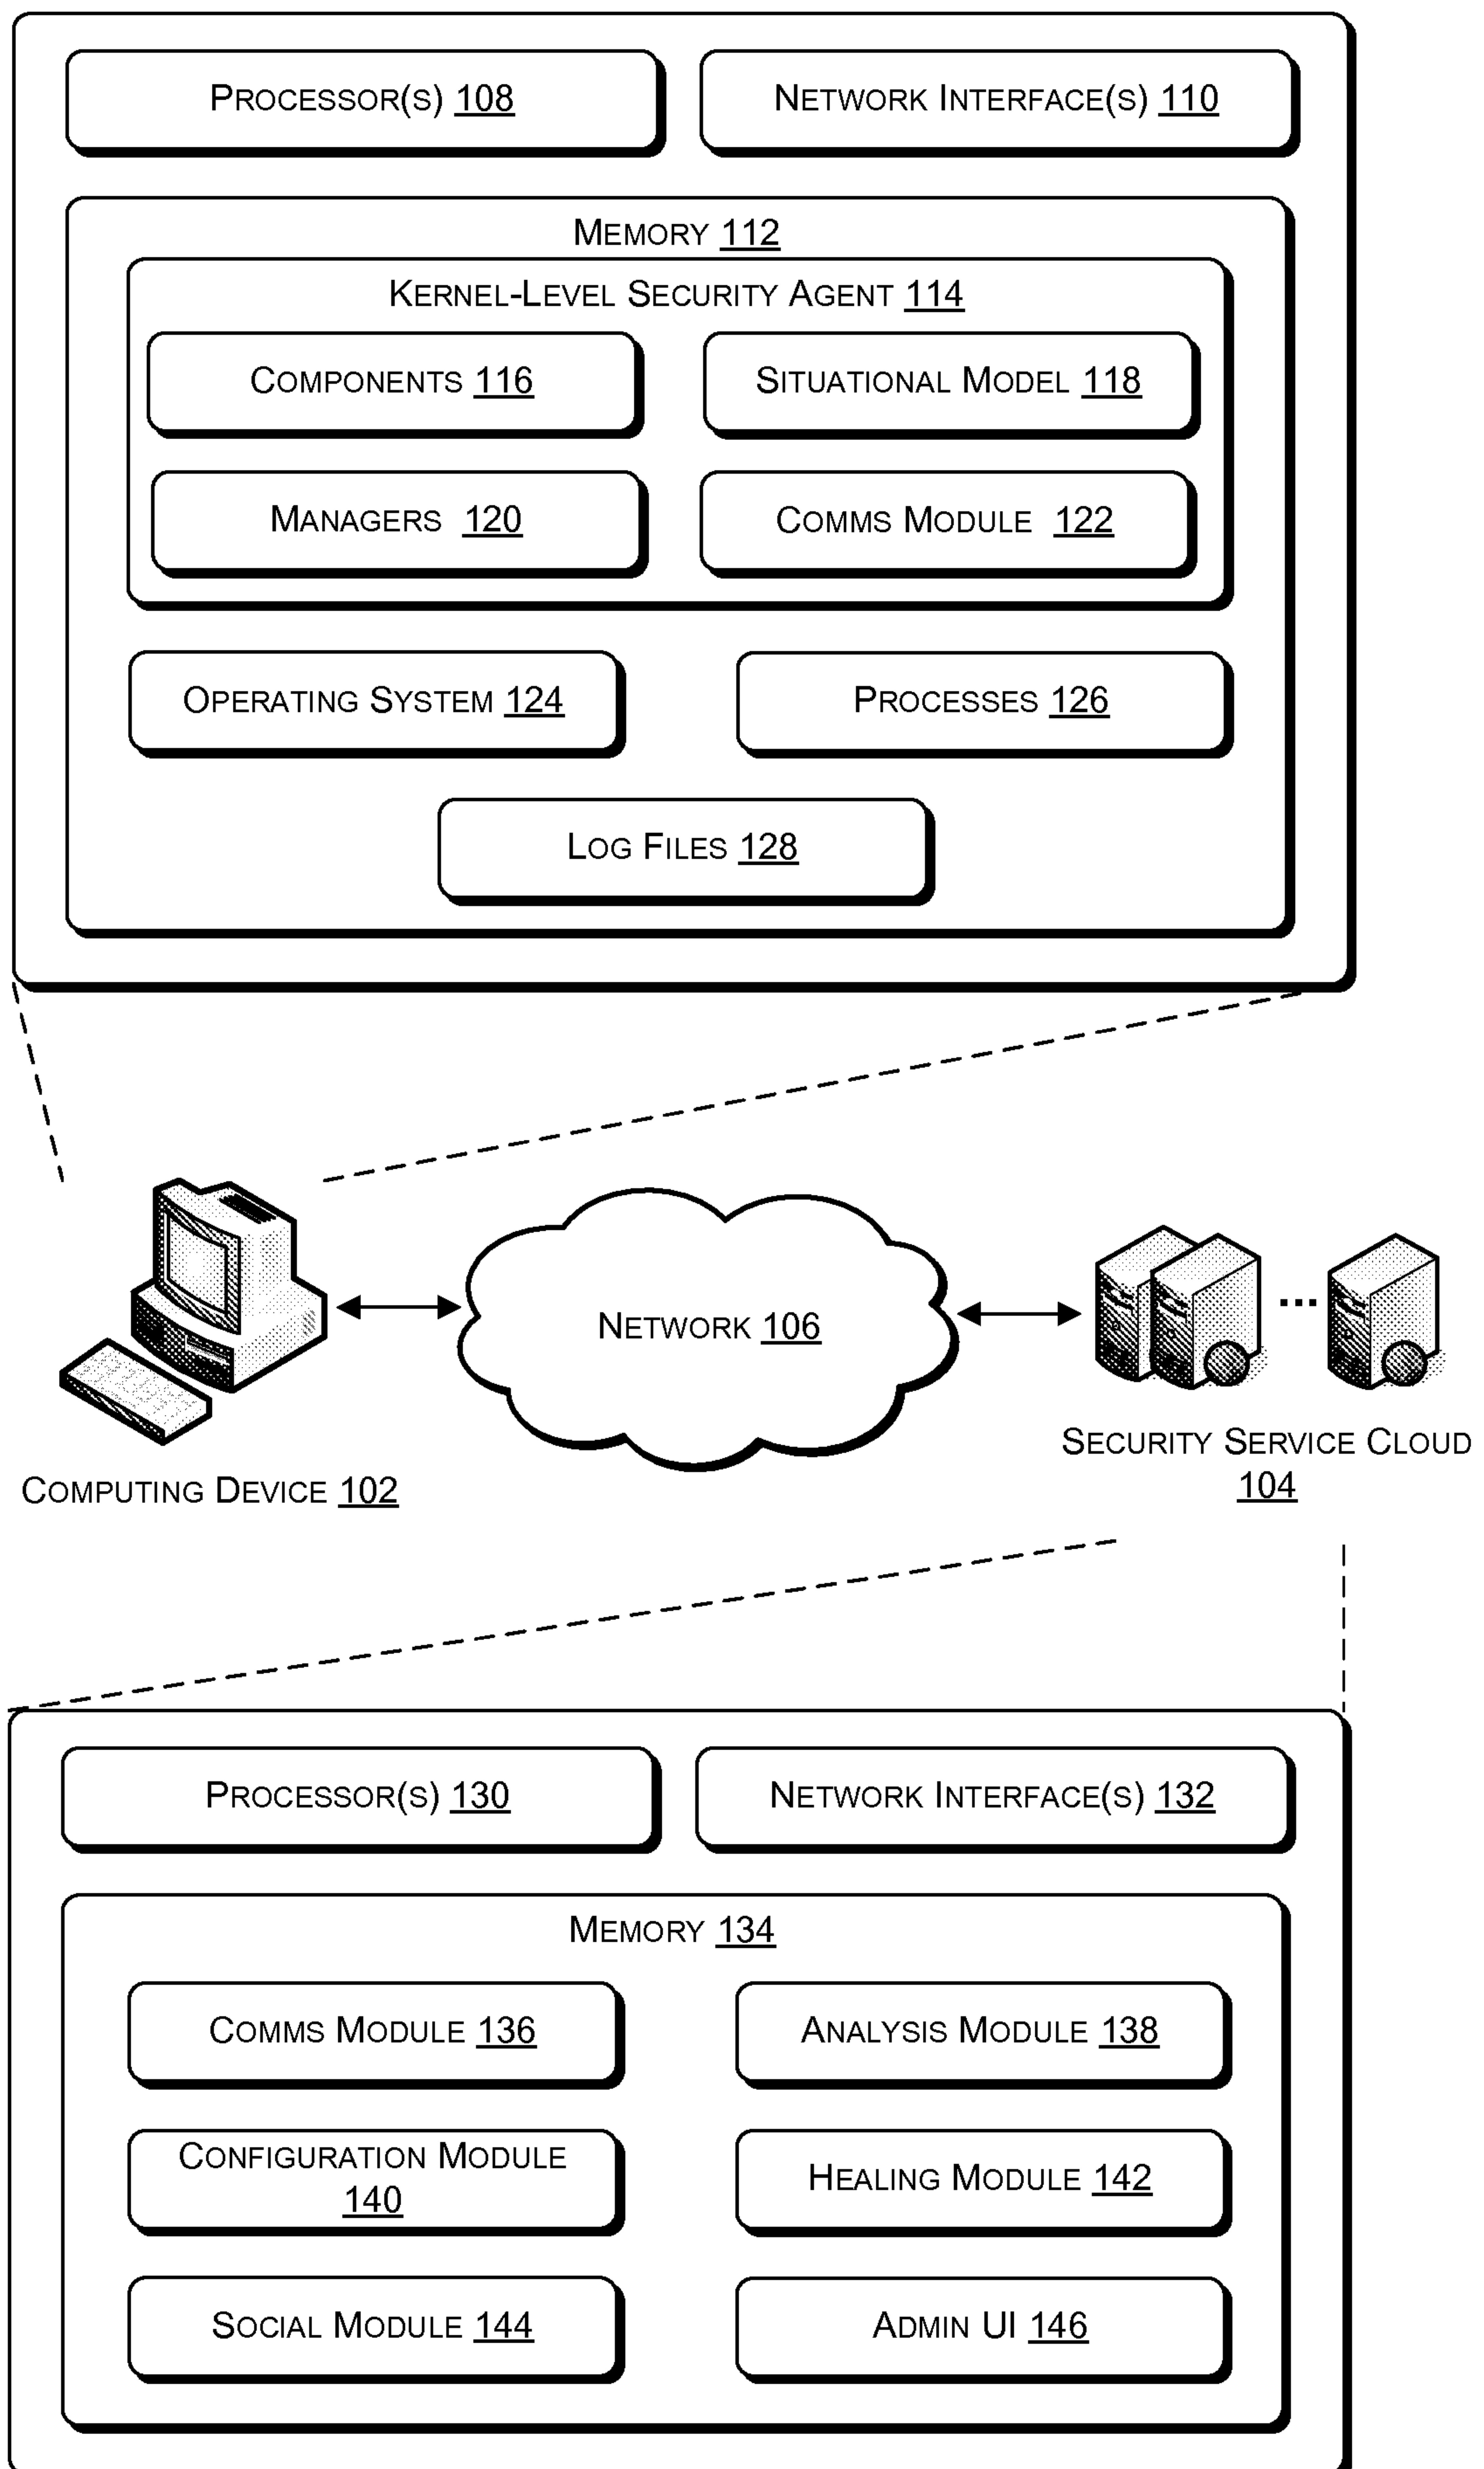 PROCESSOR(S) 108
NETWORK INTERFACE(S) 110
MEMORY 112
KERNEL-LEVEL SECURITY AGENT 114
COMPONENTS 116
SITUATIONAL MODEL 118
MANAGERS 120
COMMS MODULE 122
OPERATING SYSTEM 124
PROCESSES 126
LOG FILES 128
NETWORK 106
COMPUTING DEVICE 102
SECURITY SERVICE CLOUD
104
PROCESSOR(S) 130
NETWORK INTERFACE(S) 132
MEMORY 134
COMMS MODULE 136
ANALYSIS MODULE 138
CONFIGURATION MODULE
140
HEALING MODULE 142
SOCIAL MODULE 144
ADMIN UI 146